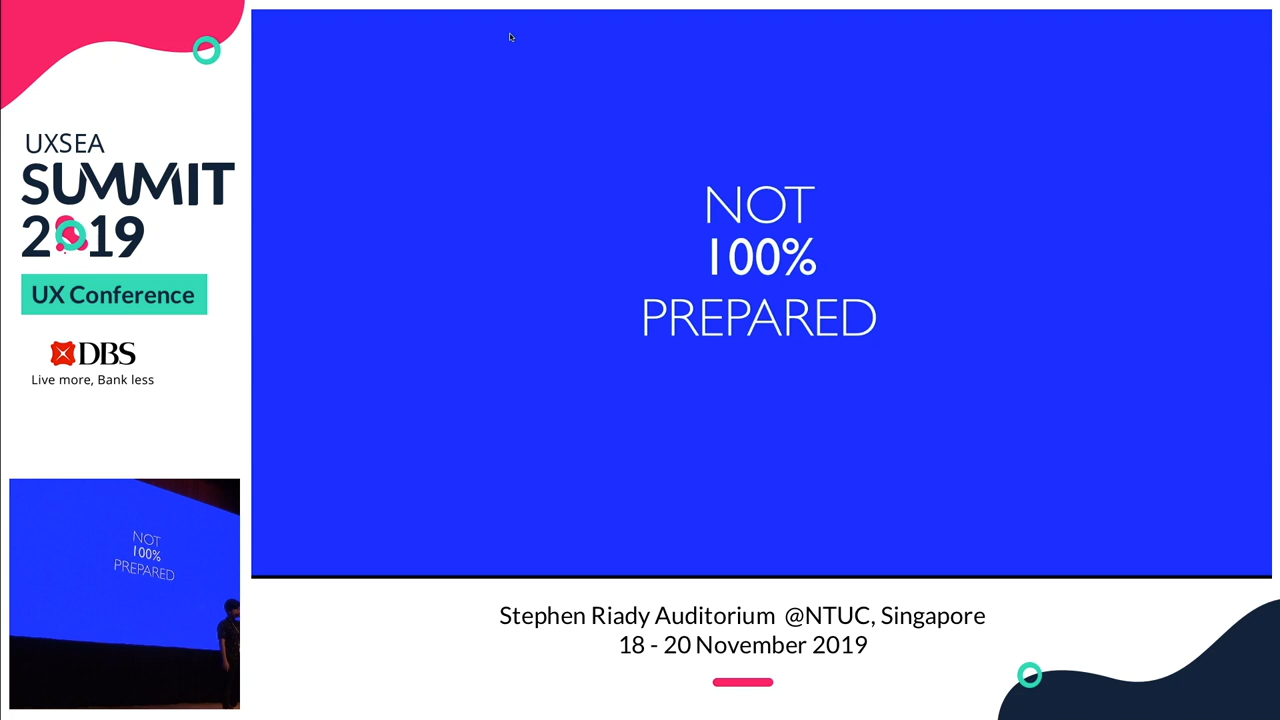 UXSEA
SUMMIT
2019
UX Conference
DBS
Live more, Bank less
NOT
100%
PREPARED
NOT
100%
PREPARED
Stephen Riady Auditorium @NTUC, Singapore
18 - 20 November 2019